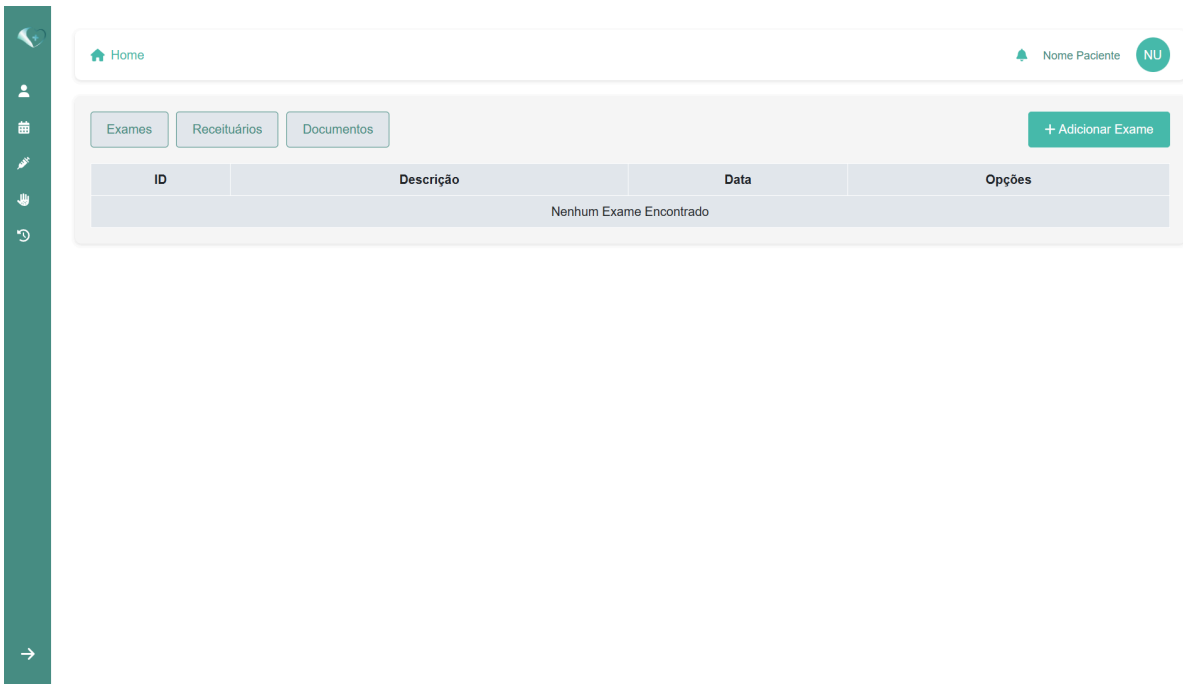 Home
Nome Paciente NU
Exames Receituários Documentos + Adicionar Exame
ID Descrição Data Opções
Nenhum Exame Encontrado